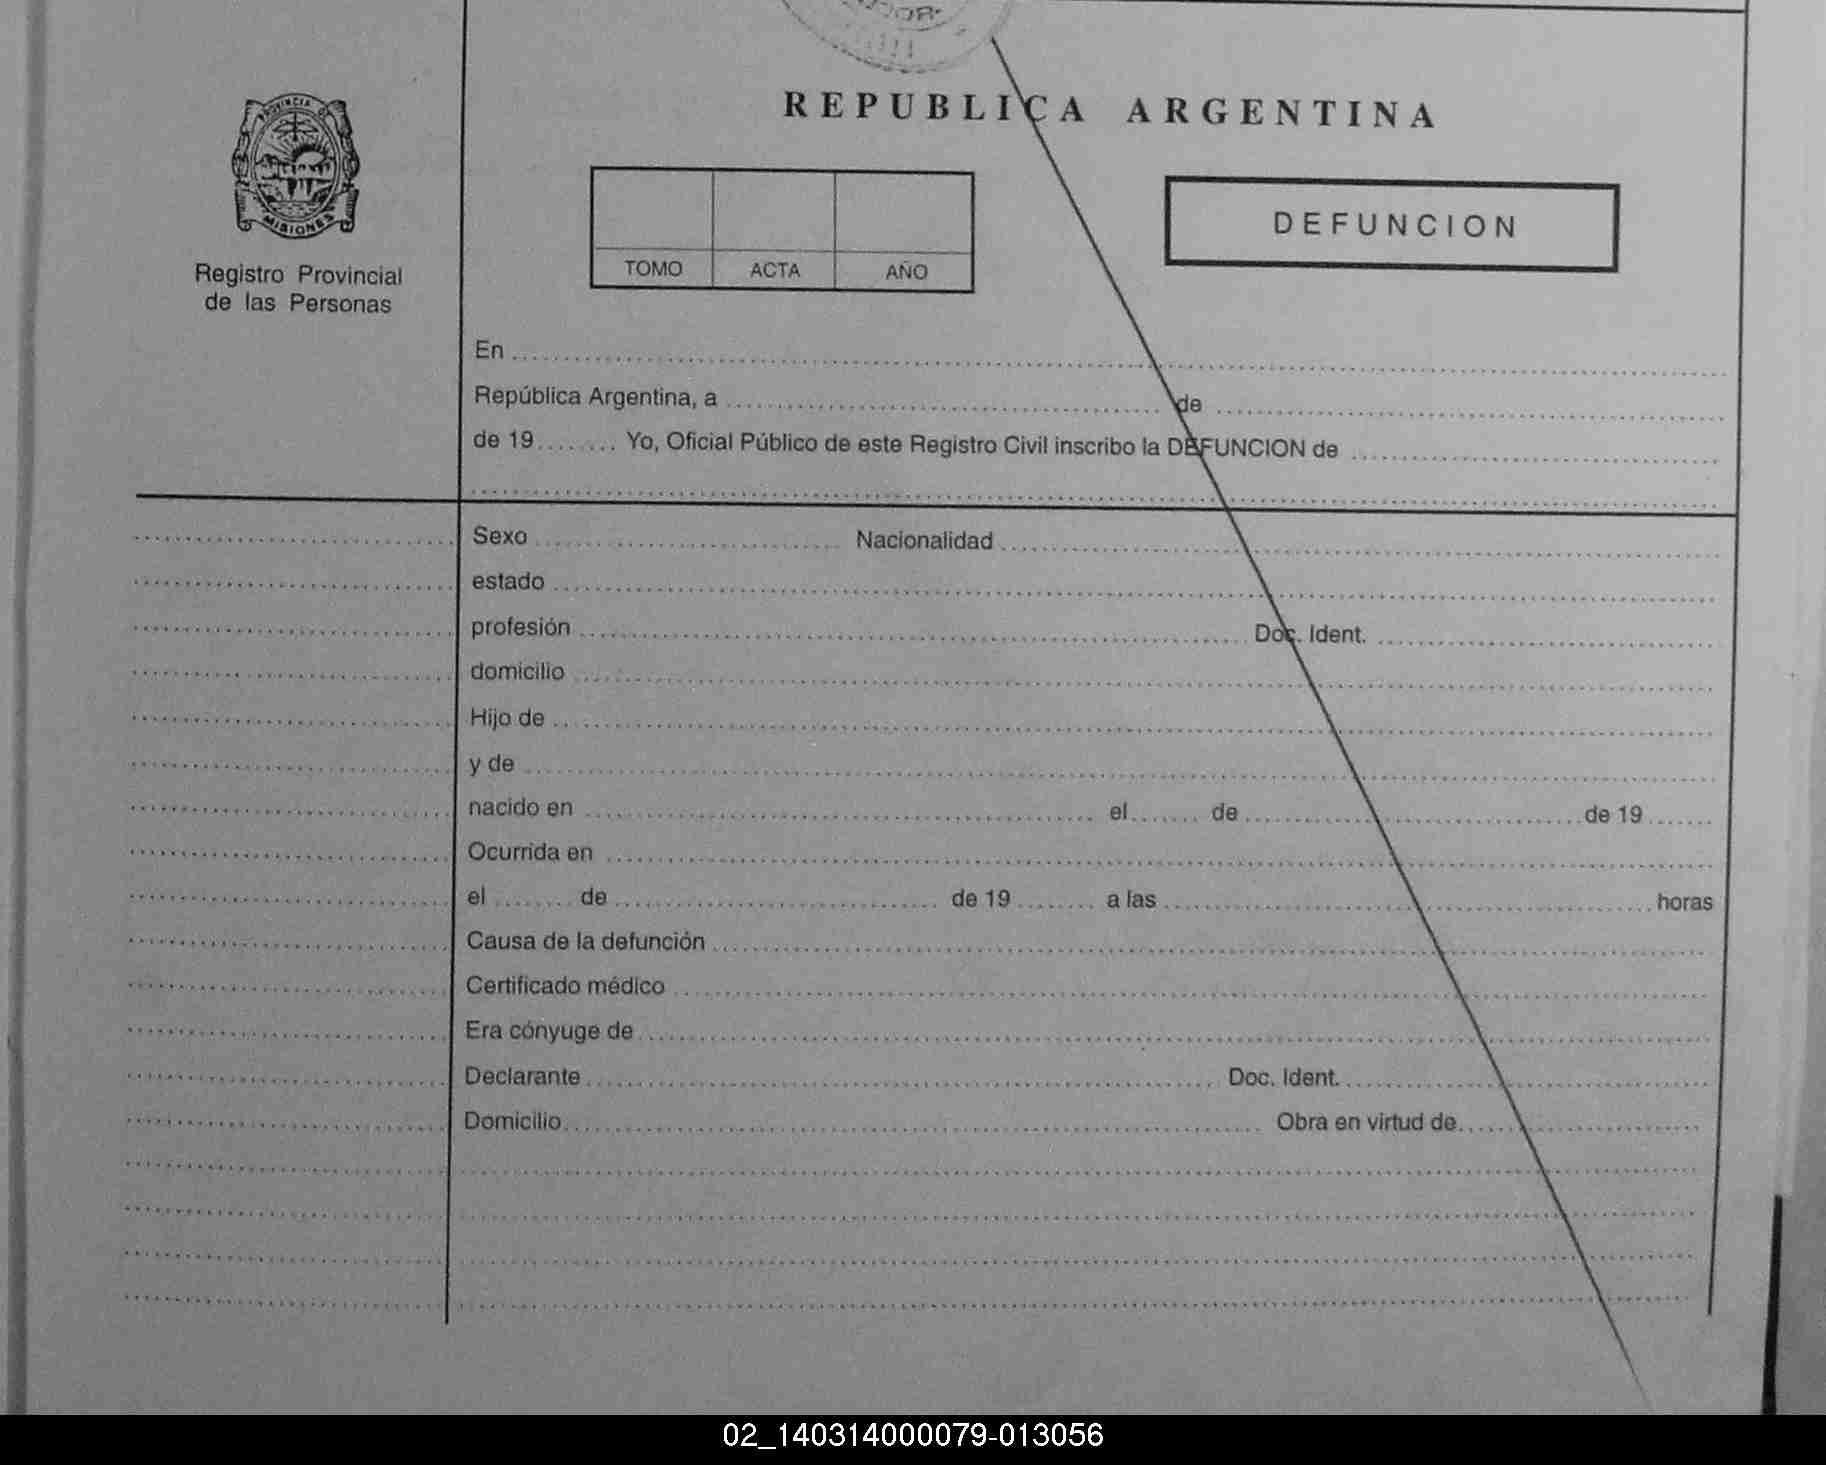 REPUBLICA ARGENTINA
PROVINCIA DE
MISIONES
Registro Provincial
de las Personas
TOMO ACTA AÑO
DEFUNCION
En
República Argentina, a de
de 19 Yo, Oficial Público de este Registro Civil inscribo la DEFUNCION de
Sexo Nacionalidad
estado
profesión Doc. Ident.
domicilio
Hijo de
y de
nacido en el de de 19
Ocurrida en
el de de 19 a las horas
Causa de la defunción
Certificado médico
Era cónyuge de
Declarante Doc. Ident.
Domicilio Obra en virtud de
02_140314000079-013056